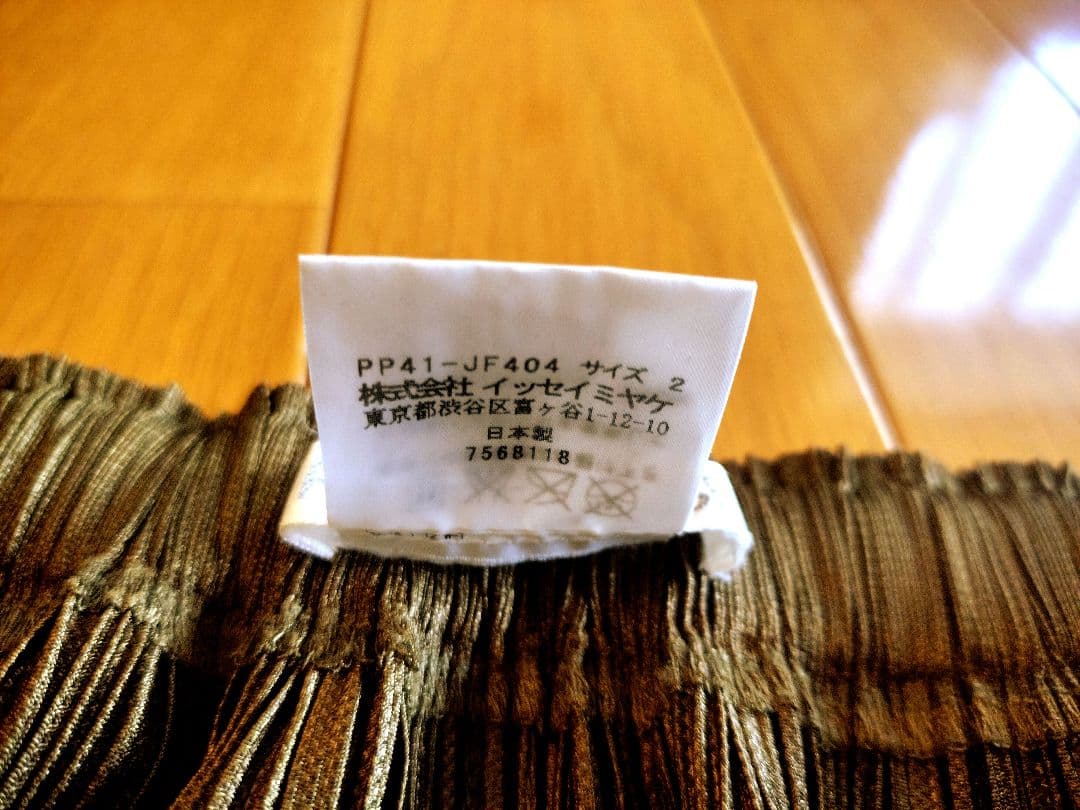 PP41-JF404 サイズ 2
株式会社 イッセイミヤケ
東京都渋谷区富ヶ谷1-12-10
日本製
7568118